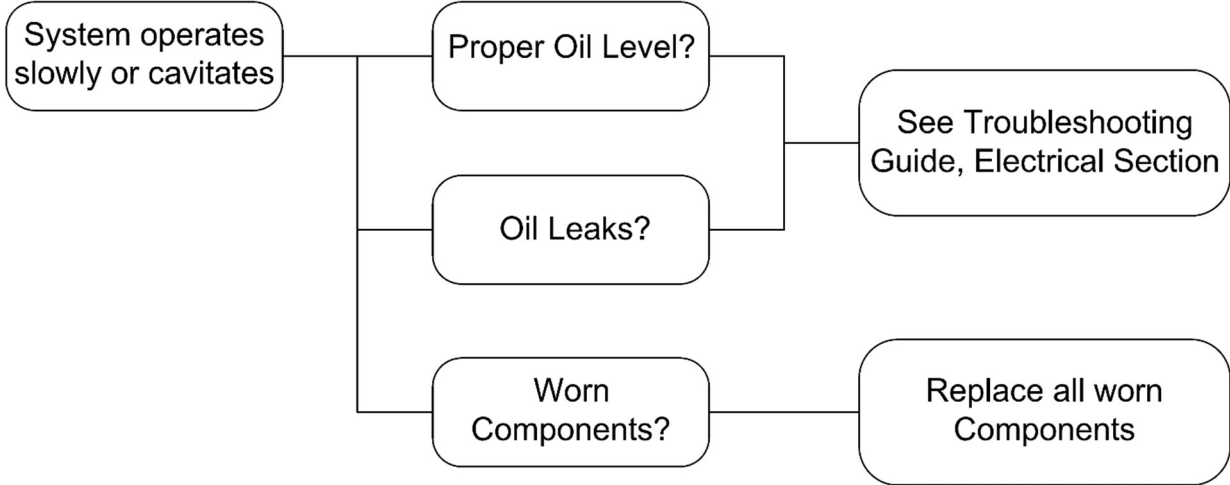 System operates
slowly or cavitates
Proper Oil Level?
See Troubleshooting
Guide, Electrical Section
Oil Leaks?
Worn
Components?
Replace all worn
Components